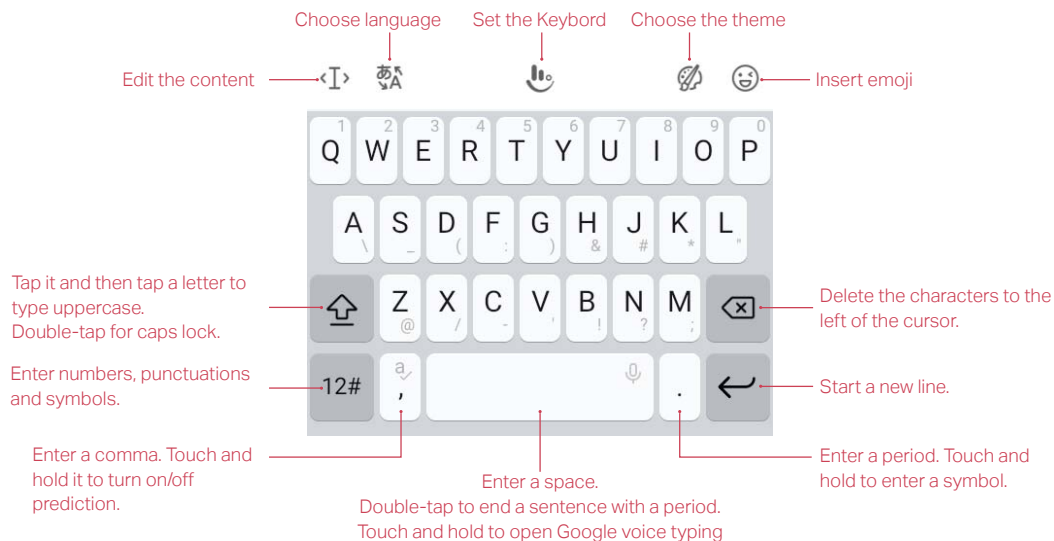 Choose language Set the Keybord Choose the theme
Edit the content
<I> あA
Insert emoji
1 2 3 4 5 6 7 8 9 0
Q W E R T Y U I O P
A S D F G H J K L
\ _ ( : ) & # * "
Tap it and then tap a letter to
type uppercase.
Double-tap for caps lock.
Z X C V B N M
@ / - ' ! ? ;
Delete the characters to the
left of the cursor.
Enter numbers, punctuations
and symbols.
12# a , .
Start a new line.
Enter a comma. Touch and
hold it to turn on/off
prediction.
Enter a space.
Double-tap to end a sentence with a period.
Touch and hold to open Google voice typing
Enter a period. Touch and
hold to enter a symbol.